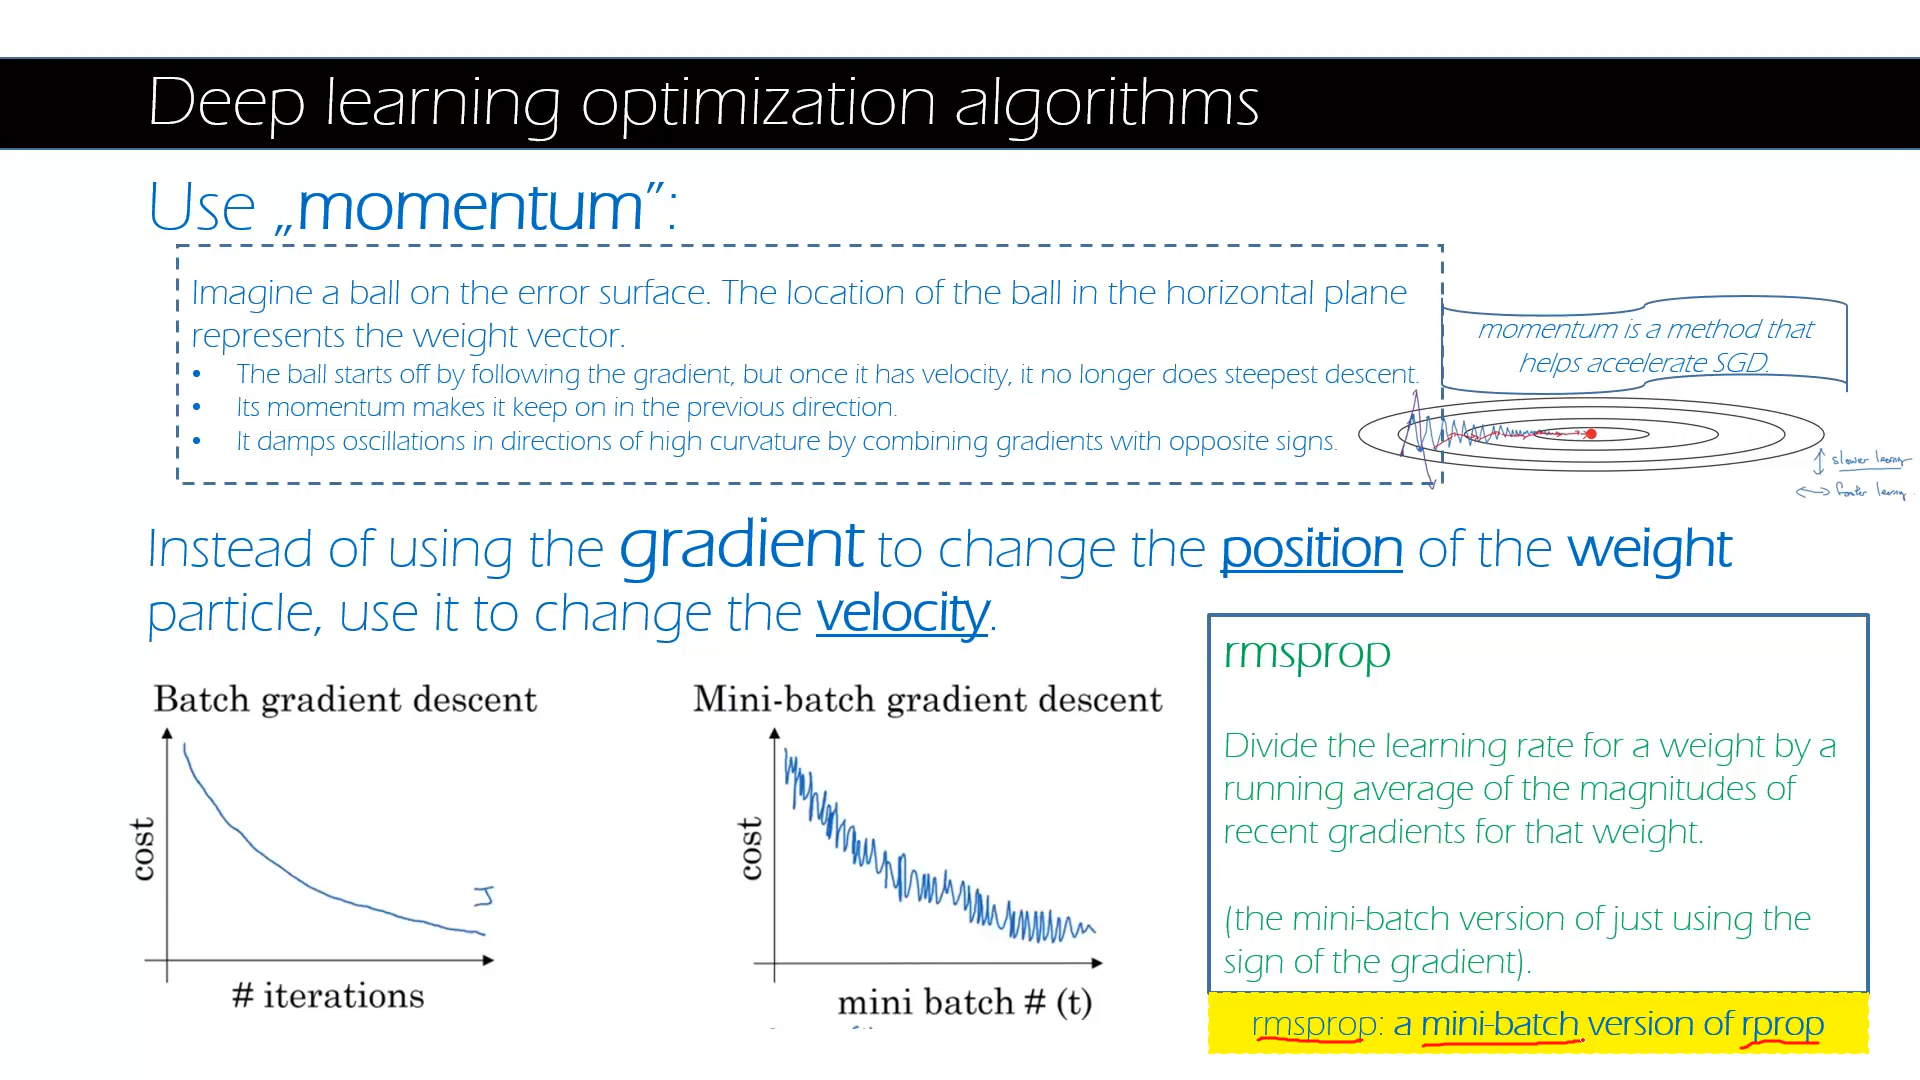 Deep learning optimization algorithms
Use „momentum”:
Imagine a ball on the error surface. The location of the ball in the horizontal plane
represents the weight vector.
• The ball starts off by following the gradient, but once it has velocity, it no longer does steepest descent.
• Its momentum makes it keep on in the previous direction.
• It damps oscillations in directions of high curvature by combining gradients with opposite signs.
momentum is a method that
helps aceelerate SGD.
slower learning
faster learning
Instead of using the gradient to change the position of the weight
particle, use it to change the velocity.
Batch gradient descent
cost
J
# iterations
Mini-batch gradient descent
cost
mini batch # (t)
rmsprop
Divide the learning rate for a weight by a
running average of the magnitudes of
recent gradients for that weight.
(the mini-batch version of just using the
sign of the gradient).
rmsprop: a mini-batch version of rprop